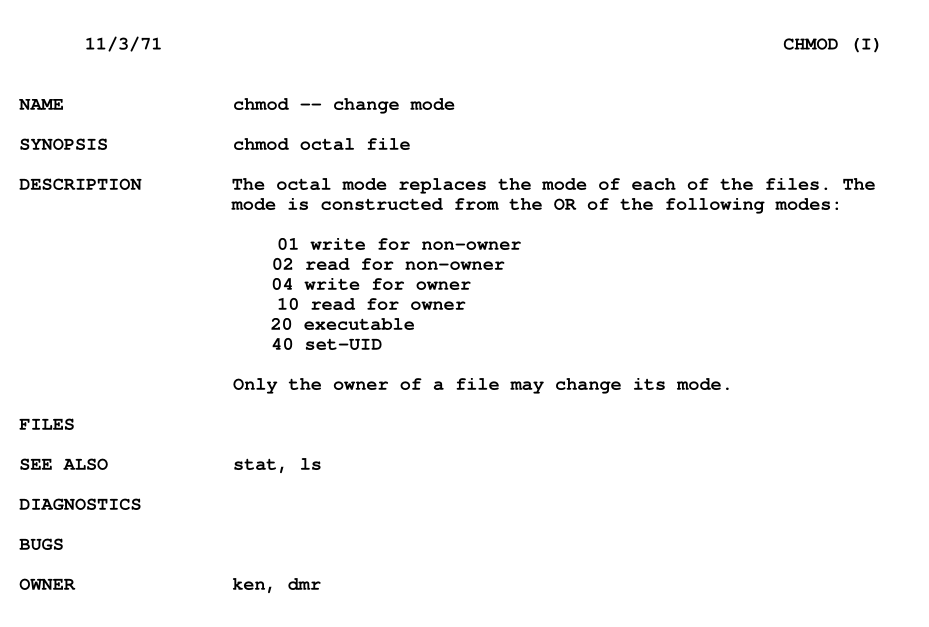 11/3/71 CHMOD (I)
NAME chmod -- change mode
SYNOPSIS chmod octal file
DESCRIPTION The octal mode replaces the mode of each of the files. The
mode is constructed from the OR of the following modes:
01 write for non-owner
02 read for non-owner
04 write for owner
10 read for owner
20 executable
40 set-UID
Only the owner of a file may change its mode.
FILES
SEE ALSO stat, ls
DIAGNOSTICS
BUGS
OWNER ken, dmr